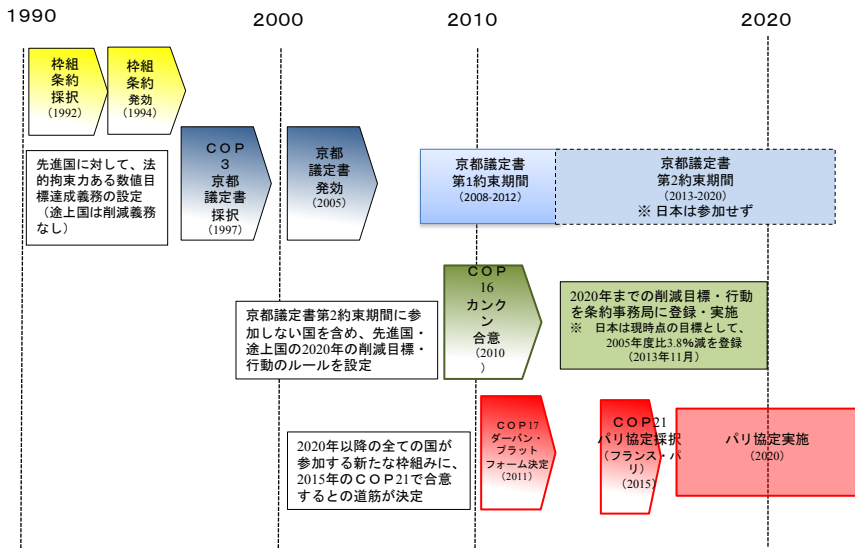 1990
2000
2010
2020
枠組
条約
採択
(1992)
枠組
条約
発効
(1994)
先進国に対して、法
的拘束力ある数値目
標達成義務の設定
（途上国は削減義務
なし）
ＣＯＰ
３
京都
議定書
採択
(1997)
京都
議定書
発効
(2005)
京都議定書
第1約束期間
(2008-2012)
京都議定書
第2約束期間
(2013-2020)
※ 日本は参加せず
京都議定書第2約束期間に参
加しない国を含め、先進国・
途上国の2020年の削減目標・
行動のルールを設定
ＣＯＰ
16
カンク
ン
合意
(2010
)
2020年までの削減目標・行動
を条約事務局に登録・実施
※　日本は現時点の目標として、
2005年度比3.8%減を登録
（2013年11月）
2020年以降の全ての国が
参加する新たな枠組みに、
2015年のＣＯＰ21で合意
するとの道筋が決定
ＣＯＰ17
ダーバン・
プラット
フォーム決定
(2011)
ＣＯＰ21
パリ協定採択
（フランス・パ
リ）
(2015)
パリ協定実施
(2020)